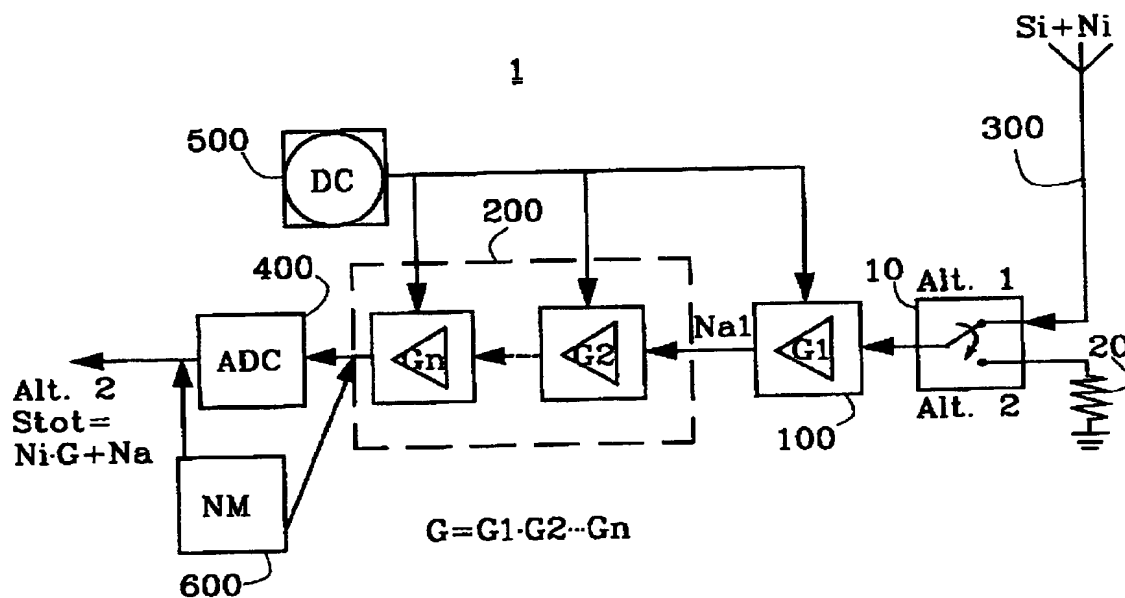 Si+Ni
1
500
DC
300
200
400
10
Alt. 1
Na1
ADC
Gn
G2
G1
20
Alt. 2
Stot=
Ni·G+Na
Alt. 2
100
NM
G=G1·G2···Gn
600